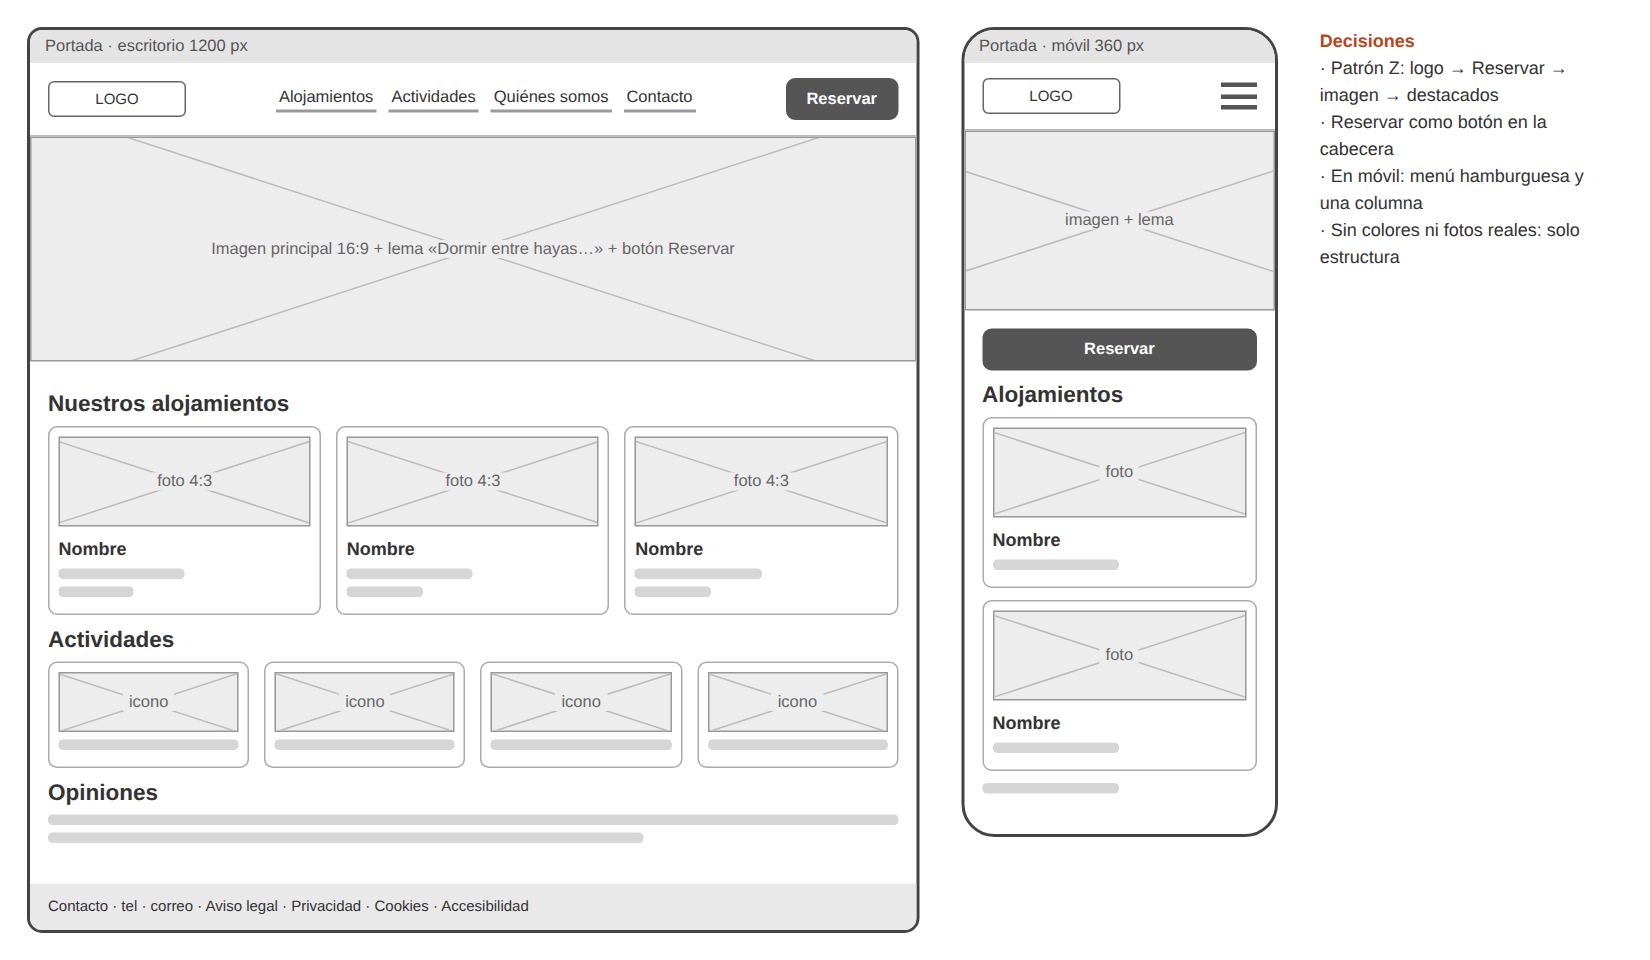 Portada · escritorio 1200 px
LOGO
Alojamientos
Actividades
Quiénes somos
Contacto
Reservar
Imagen principal 16:9 + lema «Dormir entre hayas…» + botón Reservar
Nuestros alojamientos
foto 4:3
foto 4:3
foto 4:3
Nombre
Nombre
Nombre
Actividades
icono
icono
icono
icono
Opiniones
Contacto · tel · correo · Aviso legal · Privacidad · Cookies · Accesibilidad
Portada · móvil 360 px
LOGO
imagen + lema
Reservar
Alojamientos
foto
Nombre
foto
Nombre
Decisiones
· Patrón Z: logo → Reservar →
imagen → destacados
· Reservar como botón en la
cabecera
· En móvil: menú hamburguesa y
una columna
· Sin colores ni fotos reales: solo
estructura